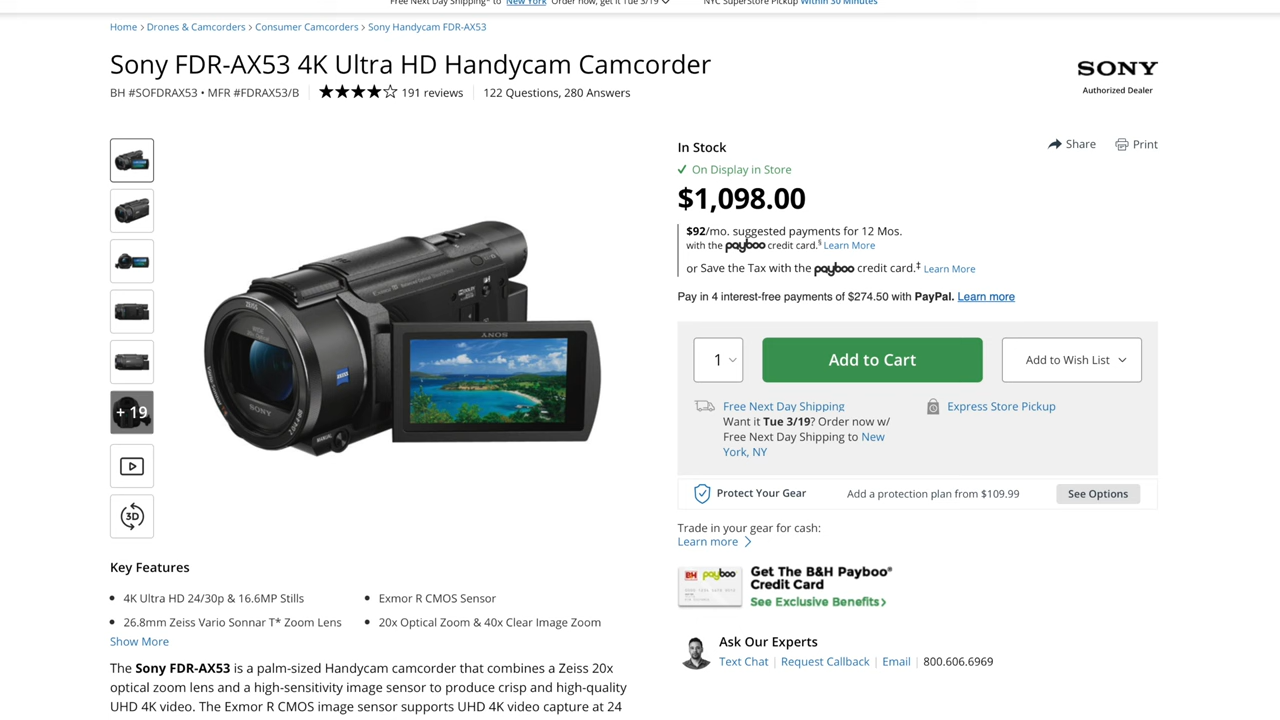 Free Next Day Shipping* to New York Order now, get it Tue 3/19
NYC SuperStore Pickup Within 30 Minutes
Home > Drones & Camcorders > Consumer Camcorders > Sony Handycam FDR-AX53
Sony FDR-AX53 4K Ultra HD Handycam Camcorder
BH #SOFDRAX53 • MFR #FDRAX53/B
191 reviews
122 Questions, 280 Answers
SONY
Authorized Dealer
In Stock
Share
Print
On Display in Store
$1,098.00
$92/mo. suggested payments for 12 Mos.
with the payboo credit card.§ Learn More
or Save the Tax with the payboo credit card.‡ Learn More
Pay in 4 interest-free payments of $274.50 with PayPal. Learn more
1
Add to Cart
Add to Wish List
Free Next Day Shipping
Want it Tue 3/19? Order now w/
Free Next Day Shipping to New
York, NY
Express Store Pickup
Protect Your Gear
Add a protection plan from $109.99
See Options
Trade in your gear for cash:
Learn more
BH payboo
Get The B&H Payboo®
Credit Card
See Exclusive Benefits
Ask Our Experts
Text Chat | Request Callback | Email | 800.606.6969
+ 19
3D
ZEISS
SONY
ZEISS
SONY
MANUAL
Key Features
• 4K Ultra HD 24/30p & 16.6MP Stills
• Exmor R CMOS Sensor
• 26.8mm Zeiss Vario Sonnar T* Zoom Lens
• 20x Optical Zoom & 40x Clear Image Zoom
Show More
The Sony FDR-AX53 is a palm-sized Handycam camcorder that combines a Zeiss 20x
optical zoom lens and a high-sensitivity image sensor to produce crisp and high-quality
UHD 4K video. The Exmor R CMOS image sensor supports UHD 4K video capture at 24